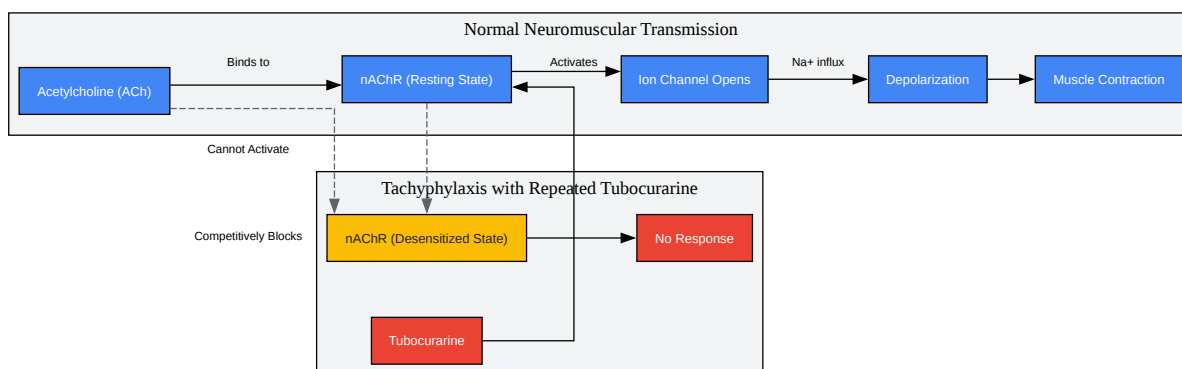 Normal Neuromuscular Transmission
Acetylcholine (ACh)
Binds to
nAChR (Resting State)
Activates
Ion Channel Opens
Na+ influx
Depolarization
Muscle Contraction
Cannot Activate
Tachyphylaxis with Repeated Tubocurarine
Competitively Blocks
nAChR (Desensitized State)
No Response
Tubocurarine